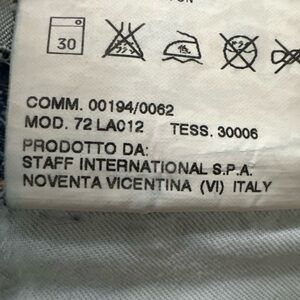 30
COMM. 00194/0062
MOD. 72 LA012 TESS. 30006
PRODOTTO DA:
STAFF INTERNATIONAL S.P.A.
NOVENTA VICENTINA (VI) ITALY